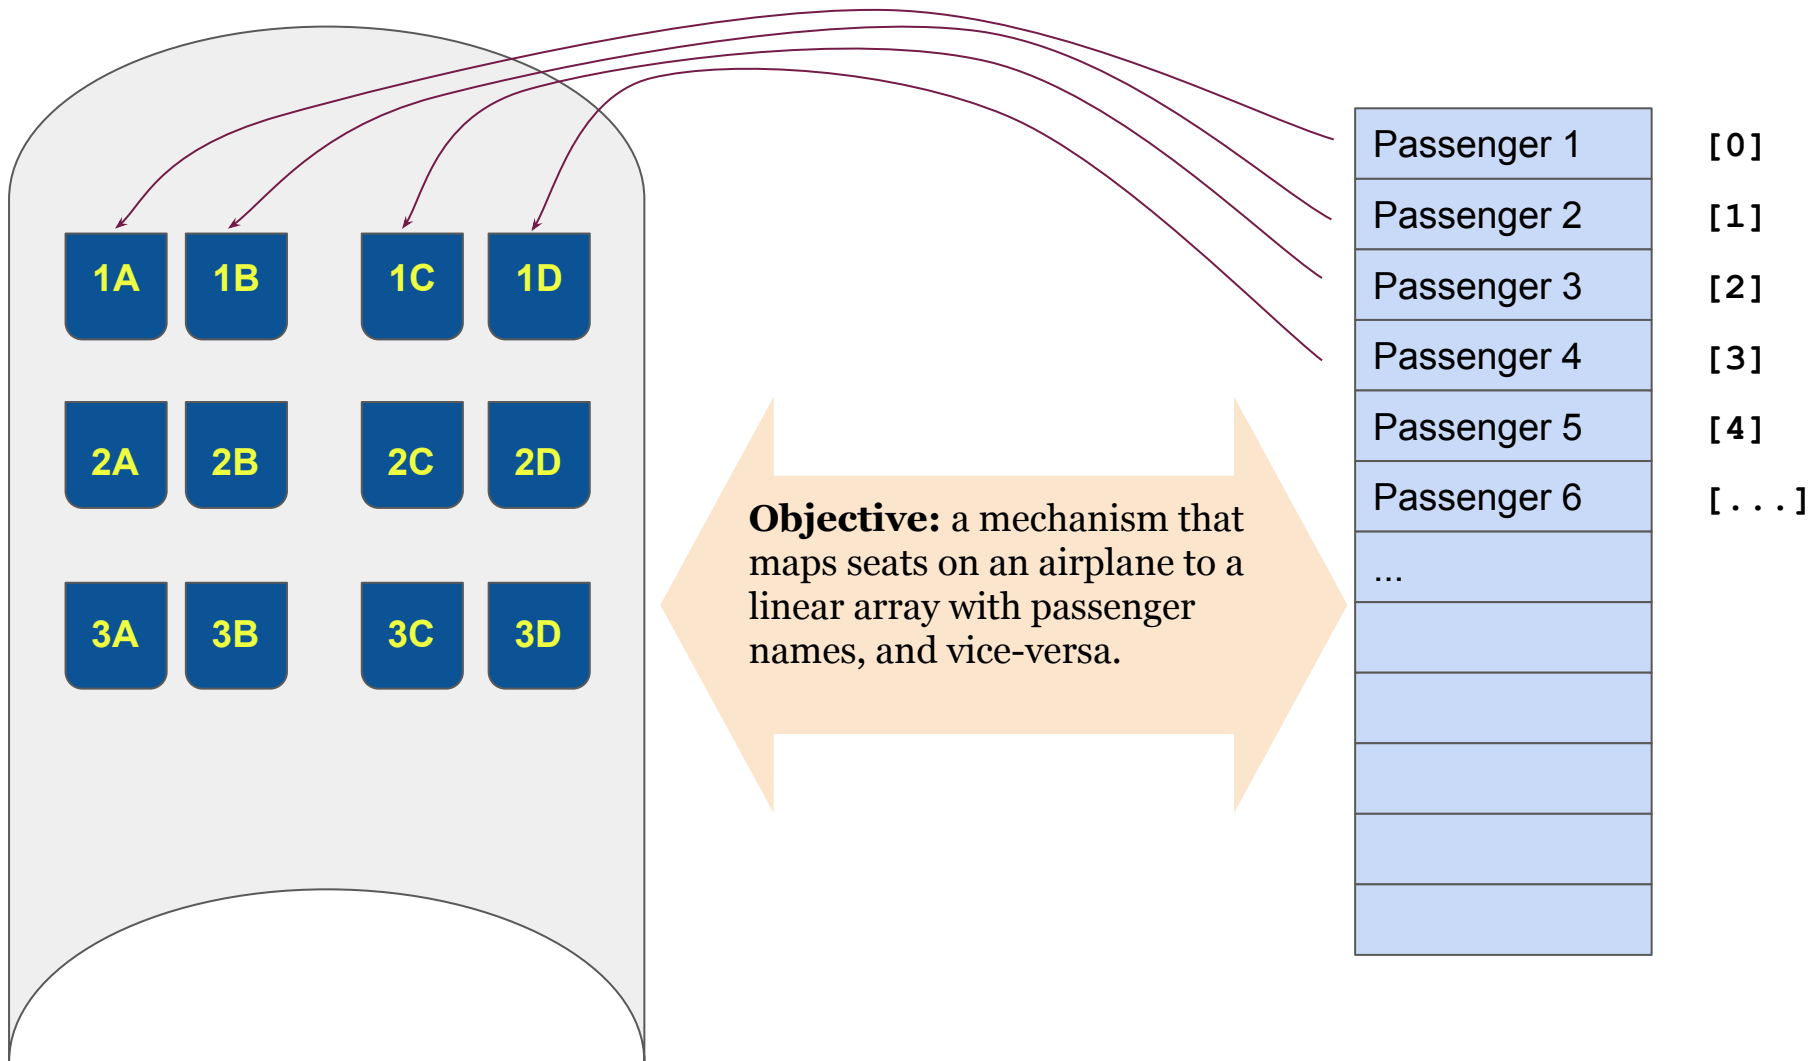 1A 1B 1C 1D
2A 2B 2C 2D
3A 3B 3C 3D
Objective: a mechanism that
maps seats on an airplane to a
linear array with passenger
names, and vice-versa.
Passenger 1 [0]
Passenger 2 [1]
Passenger 3 [2]
Passenger 4 [3]
Passenger 5 [4]
Passenger 6 [...]
...